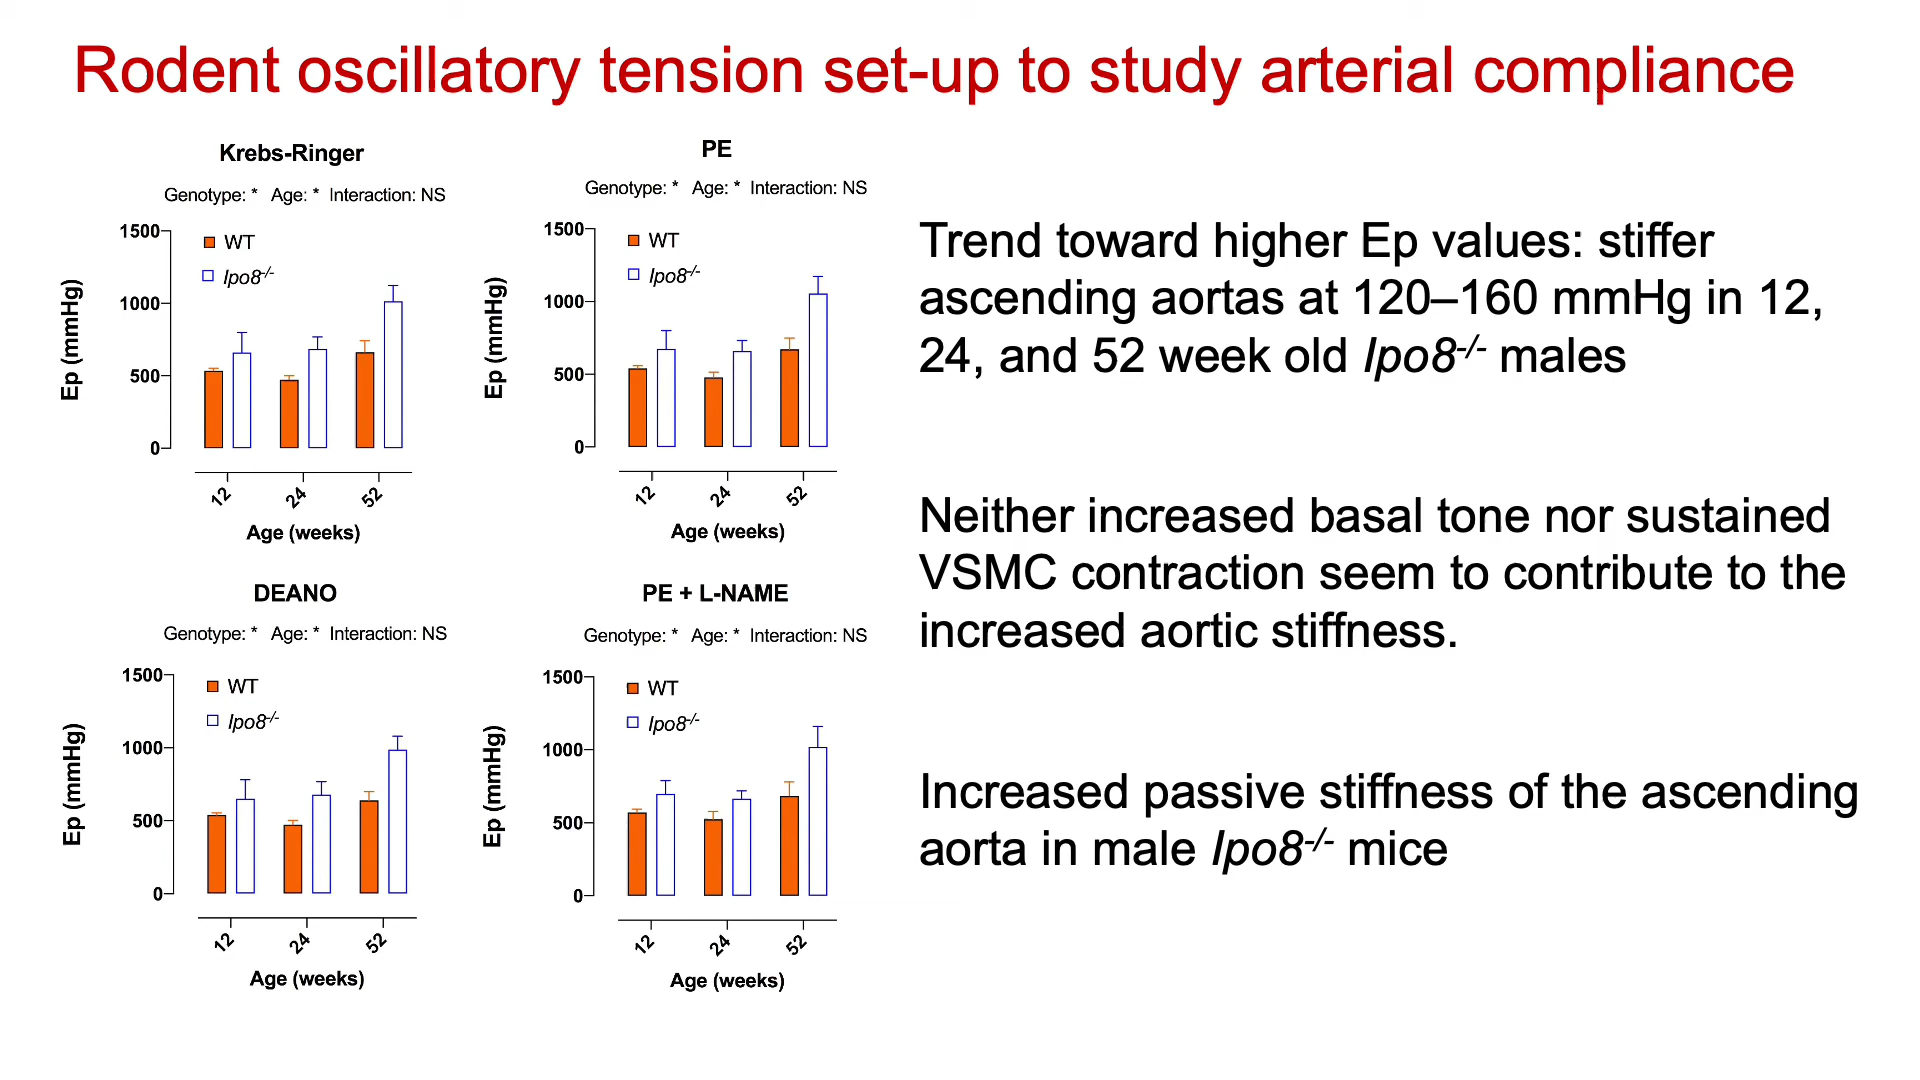 Rodent oscillatory tension set-up to study arterial compliance
Krebs-Ringer
Genotype: * Age: * Interaction: NS
1500
1000
500
0
Ep (mmHg)
WT
Ipo8-/-
12
24
52
Age (weeks)
PE
Genotype: * Age: * Interaction: NS
1500
1000
500
0
Ep (mmHg)
WT
Ipo8-/-
12
24
52
Age (weeks)
DEANO
Genotype: * Age: * Interaction: NS
1500
1000
500
0
Ep (mmHg)
WT
Ipo8-/-
12
24
52
Age (weeks)
PE + L-NAME
Genotype: * Age: * Interaction: NS
1500
1000
500
0
Ep (mmHg)
WT
Ipo8-/-
12
24
52
Age (weeks)
Trend toward higher Ep values: stiffer
ascending aortas at 120–160 mmHg in 12,
24, and 52 week old Ipo8-/- males
Neither increased basal tone nor sustained
VSMC contraction seem to contribute to the
increased aortic stiffness.
Increased passive stiffness of the ascending
aorta in male Ipo8-/- mice